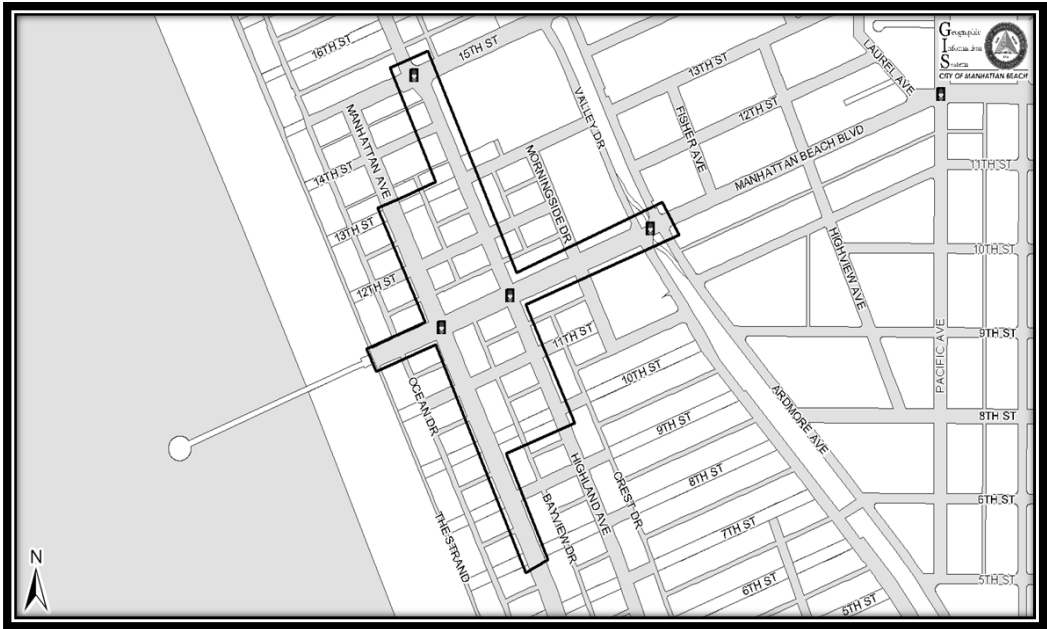 16TH ST
15TH ST
13TH ST
LAUREL AVE
Geographic
Information
System
CITY OF MANHATTAN BEACH
MANHATTAN AVE
VALLEY DR
FISHER AVE
12TH ST
MANHATTAN BEACH BLVD
11TH ST
14TH ST
MORNINGSIDE DR
13TH ST
12TH ST
HIGHVIEW AVE
10TH ST
11TH ST
9TH ST
PACIFIC AVE
10TH ST
OCEAN DR
ARDMORE AVE
8TH ST
9TH ST
HIGHLAND AVE
CREST DR
8TH ST
6TH ST
BAYVIEW DR
THE STRAND
7TH ST
6TH ST
5TH ST
5TH ST
N